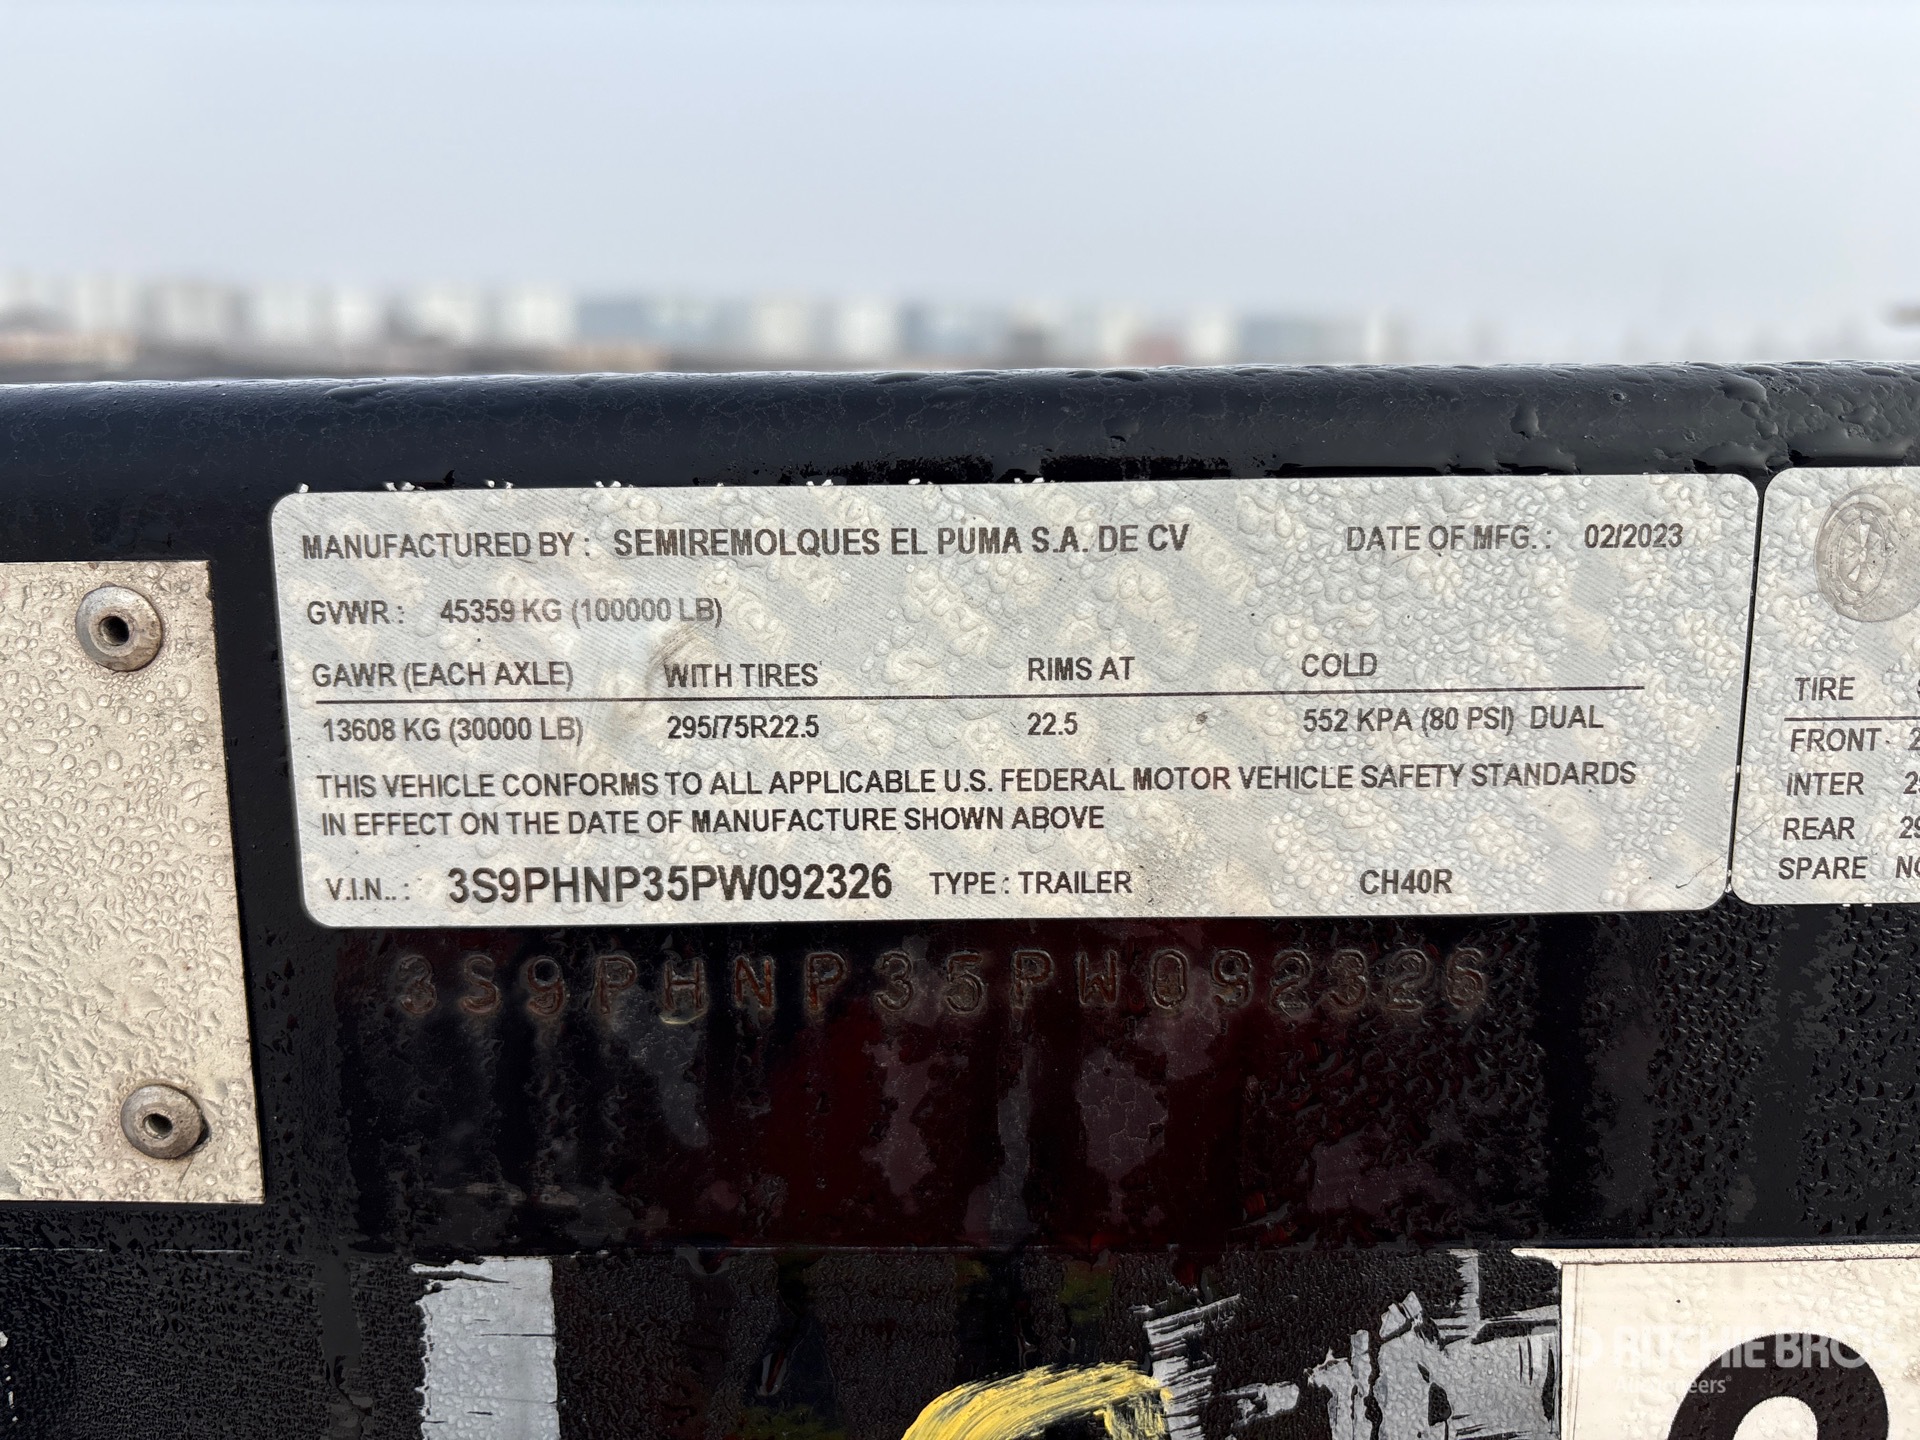 MANUFACTURED BY : SEMIREMOLQUES EL PUMA S.A. DE CV DATE OF MFG. : 02/2023
GVWR : 45359 KG (100000 LB)
GAWR (EACH AXLE) WITH TIRES RIMS AT COLD
13608 KG (30000 LB) 295/75R22.5 22.5 552 KPA (80 PSI) DUAL
THIS VEHICLE CONFORMS TO ALL APPLICABLE U.S. FEDERAL MOTOR VEHICLE SAFETY STANDARDS
IN EFFECT ON THE DATE OF MANUFACTURE SHOWN ABOVE
V.I.N.. : 3S9PHNP35PW092326 TYPE : TRAILER CH40R
TIRE
FRONT
INTER
REAR
SPARE
3S9PHNP35PW092326
RITCHIE BRO
Auctioneers